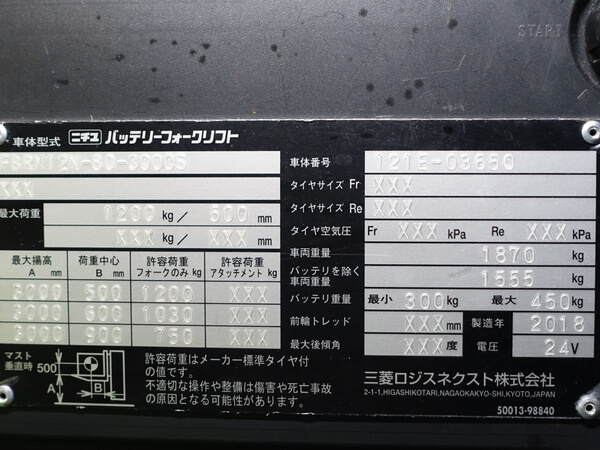 START
車体型式 ニチユ バッテリーフォークリフト
車体番号 121E-03650
XXX
タイヤサイズ Fr XXX
タイヤサイズ Re XXX
最大荷重 1200 kg / 500 mm
XXX kg / XXX mm
タイヤ空気圧 Fr XXX kPa Re XXX kPa
車両重量 1870 kg
バッテリを除く車両重量 1555 kg
バッテリ重量 最小 300 kg 最大 450 kg
前輪トレッド XXX mm 製造年 2018
最大後傾角 XXX 度 電圧 24V
最大揚高 A mm 荷重中心 B mm 許容荷重 フォークのみ kg 許容荷重 アタッチメント kg
3000 500 1200 XXX
3000 600 1030 XXX
3000 900 750 XXX
マスト垂直時 500 A B
許容荷重はメーカー標準タイヤ付
の値です。
不適切な操作や整備は傷害や死亡事故
の原因となる可能性があります。
三菱ロジスネクスト株式会社
2-1-1,HIGASHIKOTARI,NAGAOKAKYO-SHI,KYOTO,JAPAN
50013-98840